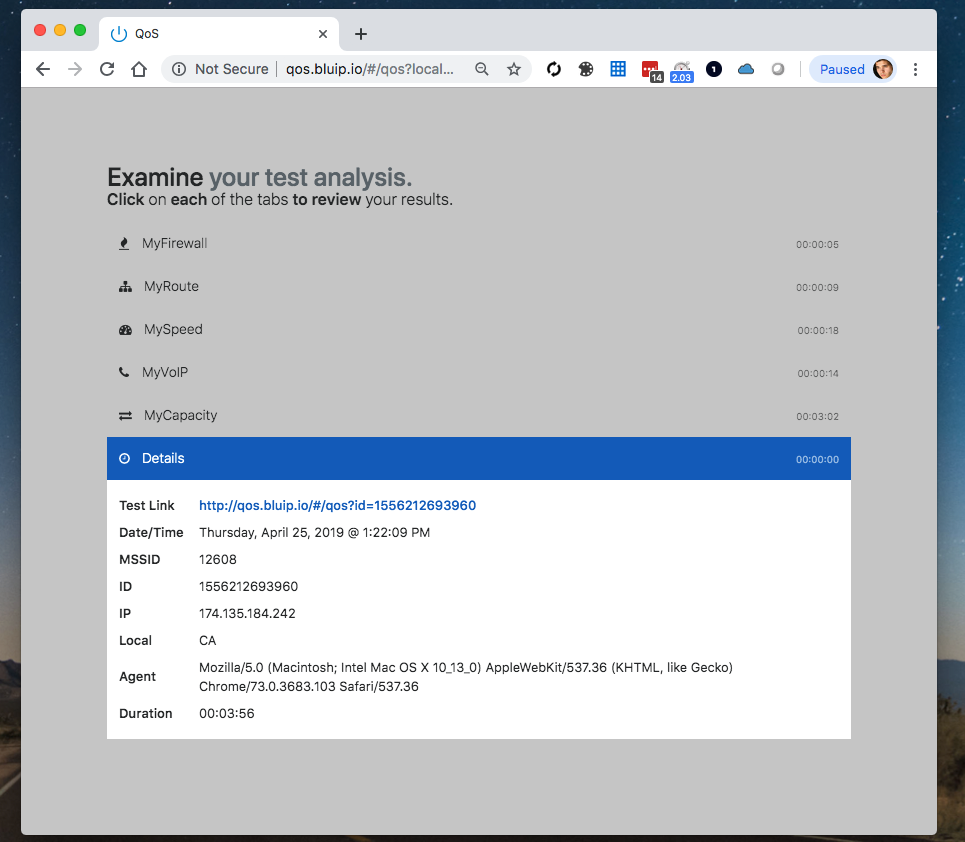 QoS
Not Secure qos.bluip.io/#/qos?local...
14
2.03
1
Paused
Examine your test analysis.
Click on each of the tabs to review your results.
MyFirewall 00:00:05
MyRoute 00:00:09
MySpeed 00:00:18
MyVoIP 00:00:14
MyCapacity 00:03:02
Details 00:00:00
Test Link http://qos.bluip.io/#/qos?id=1556212693960
Date/Time Thursday, April 25, 2019 @ 1:22:09 PM
MSSID 12608
ID 1556212693960
IP 174.135.184.242
Local CA
Agent Mozilla/5.0 (Macintosh; Intel Mac OS X 10_13_0) AppleWebKit/537.36 (KHTML, like Gecko)
Chrome/73.0.3683.103 Safari/537.36
Duration 00:03:56